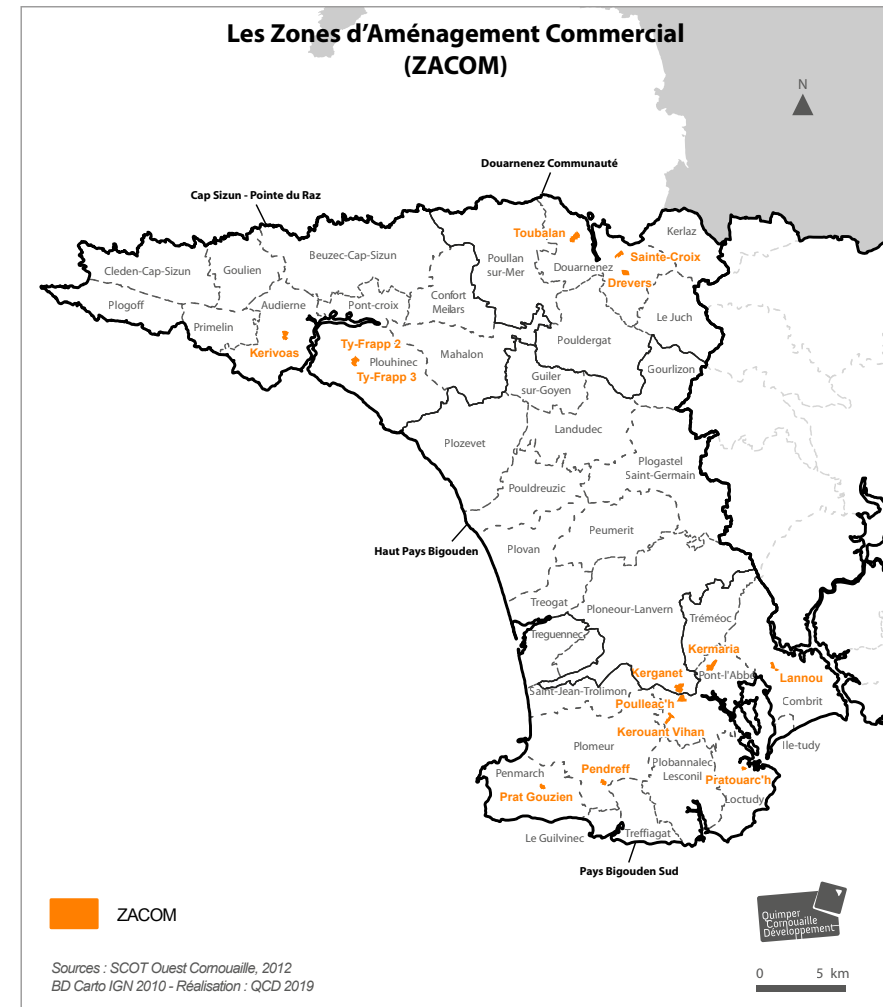 Les Zones d'Aménagement Commercial
(ZACOM)
N
Douarnenez Communauté
Cap Sizun - Pointe du Raz
Kerlaz
Toubalan
Beuzec-Cap-Sizun
Poullan
sur-Mer
Sainte-Croix
Cleden-Cap-Sizun
Goulien
Douarnenez
Drevers
Confort
Meilars
Plogoff
Audierne
Pont-croix
Le Juch
Primelin
Kerivoas
Ty-Frapp 2
Plouhinec
Ty-Frapp 3
Mahalon
Pouldergat
Gourlizon
Guiler
sur-Goyen
Landudec
Plozevet
Plogastel
Saint-Germain
Pouldreuzic
Peumerit
Haut Pays Bigouden
Plovan
Treogat
Ploneour-Lanvern
Tréméoc
Treguennec
Kermaria
Kerganet
Pont-l'Abbé
Lannou
Saint-Jean-Trolimon
Poulleac'h
Combrit
Kerouant Vihan
Ile-tudy
Plomeur
Plobannalec
Lesconil
Penmarch
Pendreff
Pratouarc'h
Prat Gouzien
Loctudy
Le Guilvinec
Treffiagat
Pays Bigouden Sud
ZACOM
Quimper
Cornouaille
Développement
Sources : SCOT Ouest Cornouaille, 2012
BD Carto IGN 2010 - Réalisation : QCD 2019
0 5 km